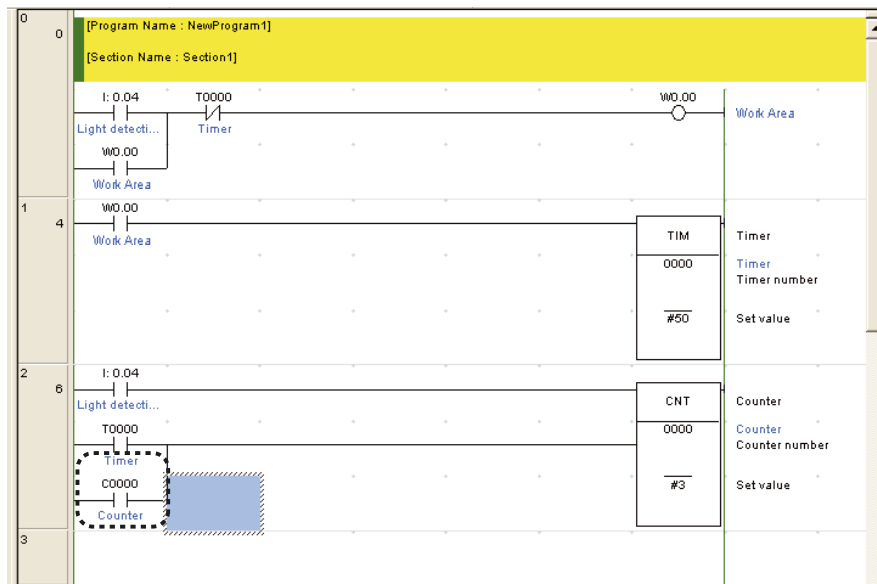 0
0
[Program Name : NewProgram1]
[Section Name : Section1]
I: 0.04 T0000 W0.00
Light detecti... Timer Work Area
W0.00
Work Area
1
4
W0.00
Work Area
TIM Timer
0000 Timer
Timer number
#50 Set value
2
6
I: 0.04
Light detecti...
CNT Counter
T0000 0000 Counter
Timer Counter number
C0000 #3 Set value
Counter
3